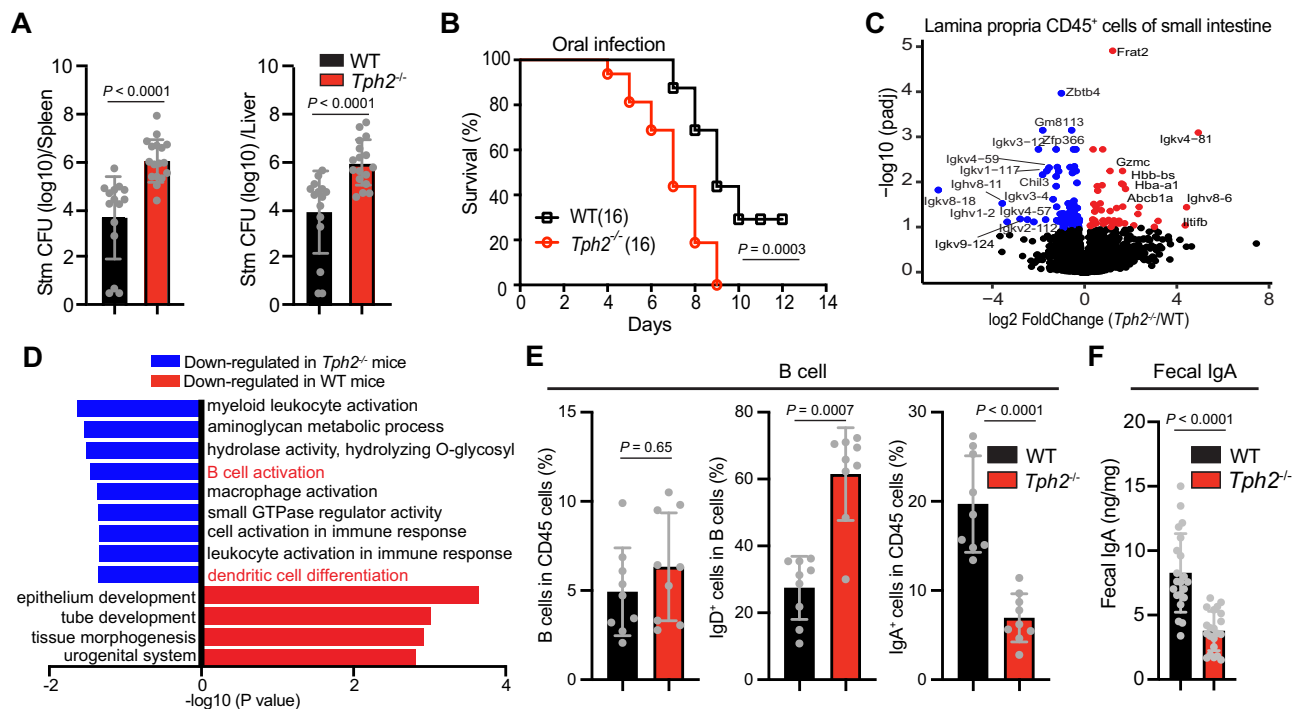 A
WT
Tph2-/-
P < 0.0001
P < 0.0001
Stm CFU (log10)/Spleen
Stm CFU (log10) /Liver
10
8
6
4
2
0
10
8
6
4
2
0
B
Oral infection
Survival (%)
100
80
60
40
20
0
WT(16)
Tph2-/-(16)
P = 0.0003
0 2 4 6 8 10 12 14
Days
C
Lamina propria CD45+ cells of small intestine
−log10 (padj)
5
4
3
2
1
0
Frat2
Zbtb4
Gm8113
Igkv3-12
Zfp366
Igkv4-81
Igkv4-59
Igkv1-117
Gzmc
Hbb-bs
Ighv8-11
Chil3
Hba-a1
Igkv8-18
Igkv3-4
Abcb1a
Ighv8-6
Ighv1-2
Igkv4-57
Igkv2-112
Iltifb
Igkv9-124
−4 0 4 8
log2 FoldChange (Tph2-/-/WT)
D
Down-regulated in Tph2-/- mice
Down-regulated in WT mice
myeloid leukocyte activation
aminoglycan metabolic process
hydrolase activity, hydrolyzing O-glycosyl
B cell activation
macrophage activation
small GTPase regulator activity
cell activation in immune response
leukocyte activation in immune response
dendritic cell differentiation
epithelium development
tube development
tissue morphogenesis
urogenital system
-2 0 2 4
-log10 (P value)
E
B cell
B cells in CD45 cells (%)
15
10
5
0
P = 0.65
IgD+ cells in B cells (%)
80
60
40
20
0
P = 0.0007
IgA+ cells in CD45 cells (%)
30
20
10
0
P < 0.0001
WT
Tph2-/-
F
Fecal IgA
P < 0.0001
Fecal IgA (ng/mg)
20
15
10
5
0
WT
Tph2-/-